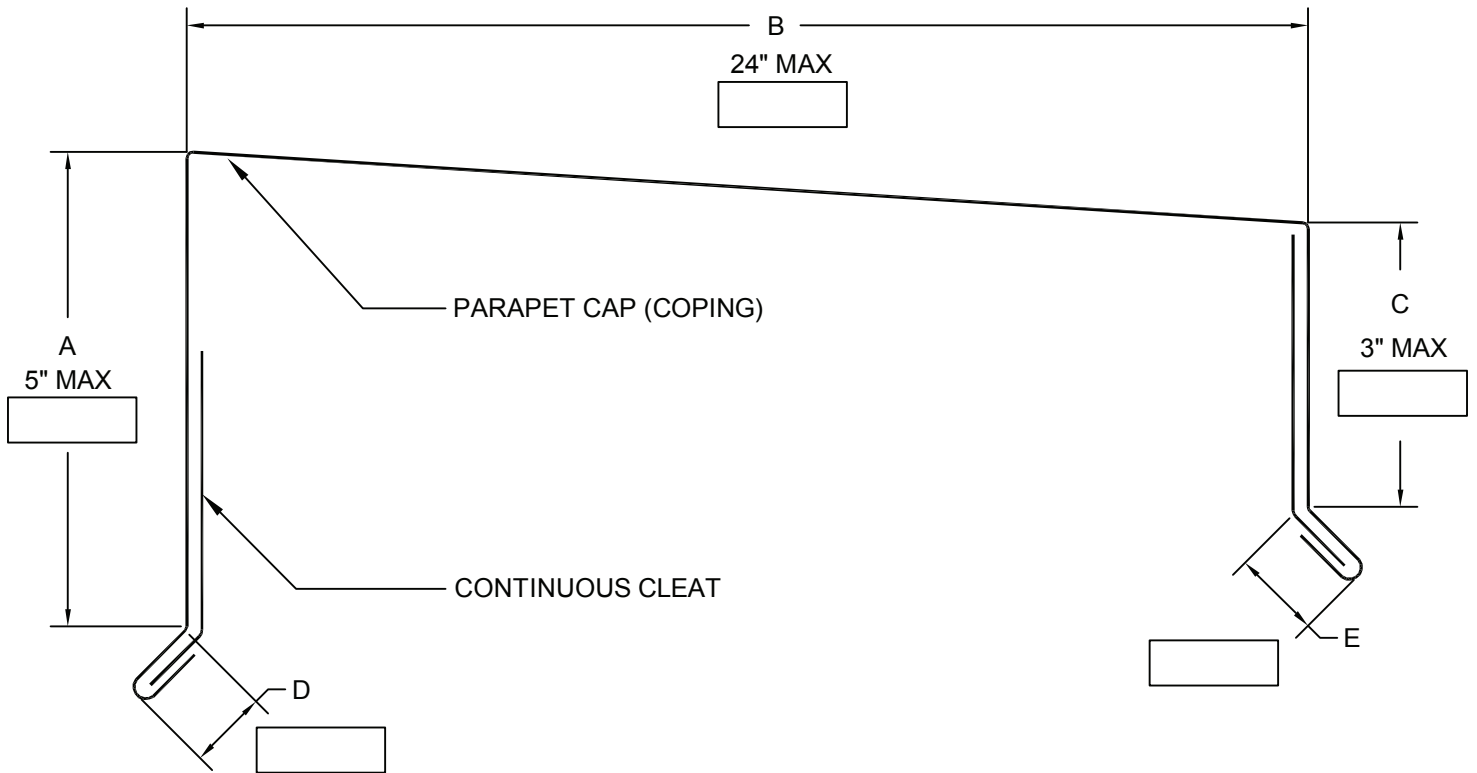 B
24" MAX
PARAPET CAP (COPING)
C
3" MAX
A
5" MAX
CONTINUOUS CLEAT
E
D